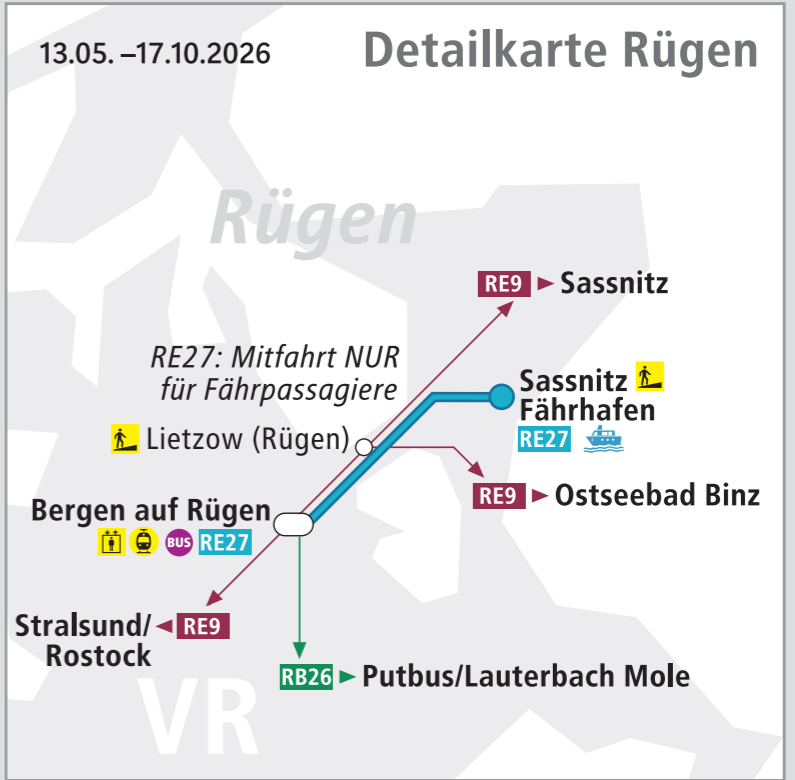 13.05. –17.10.2026
Detailkarte Rügen
Rügen
RE9 ► Sassnitz
RE27: Mitfahrt NUR
für Fährpassagiere
Sassnitz
Fährhafen
RE27
Lietzow (Rügen)
RE9 ► Ostseebad Binz
Bergen auf Rügen
BUS RE27
Stralsund/ ◄ RE9
Rostock
RB26 ► Putbus/Lauterbach Mole
VR